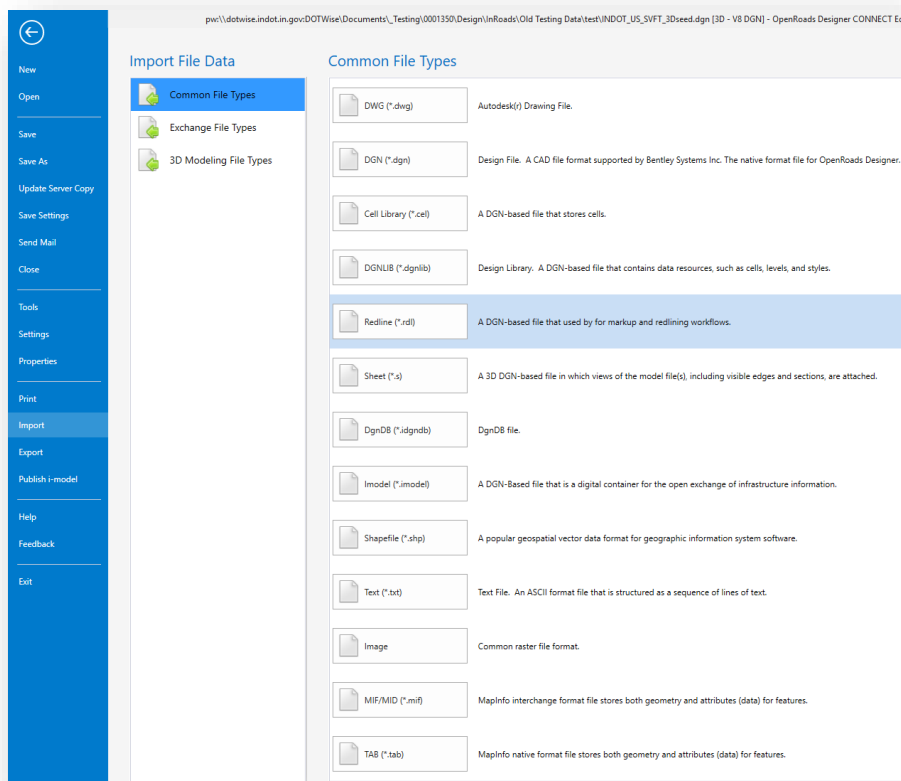 pw:\\dotwise.indot.in.gov:DOTWise\Documents\_Testing\0001350\Design\InRoads\Old Testing Data\test\INDOT_US_SVFT_3Dseed.dgn [3D - V8 DGN] - OpenRoads Designer CONNECT Ed
New
Open
Save
Save As
Update Server Copy
Save Settings
Send Mail
Close
Tools
Settings
Properties
Print
Import
Export
Publish i-model
Help
Feedback
Exit
Import File Data
Common File Types
Exchange File Types
3D Modeling File Types
Common File Types
DWG (*.dwg) Autodesk(r) Drawing File.
DGN (*.dgn) Design File. A CAD file format supported by Bentley Systems Inc. The native format file for OpenRoads Designer.
Cell Library (*.cel) A DGN-based file that stores cells.
DGNLIB (*.dgnlib) Design Library. A DGN-based file that contains data resources, such as cells, levels, and styles.
Redline (*.rdl) A DGN-based file that used by for markup and redlining workflows.
Sheet (*.s) A 3D DGN-based file in which views of the model file(s), including visible edges and sections, are attached.
DgnDB (*.idgndb) DgnDB file.
Imodel (*.imodel) A DGN-Based file that is a digital container for the open exchange of infrastructure information.
Shapefile (*.shp) A popular geospatial vector data format for geographic information system software.
Text (*.txt) Text File. An ASCII format file that is structured as a sequence of lines of text.
Image Common raster file format.
MIF/MID (*.mif) MapInfo interchange format file stores both geometry and attributes (data) for features.
TAB (*.tab) MapInfo native format file stores both geometry and attributes (data) for features.